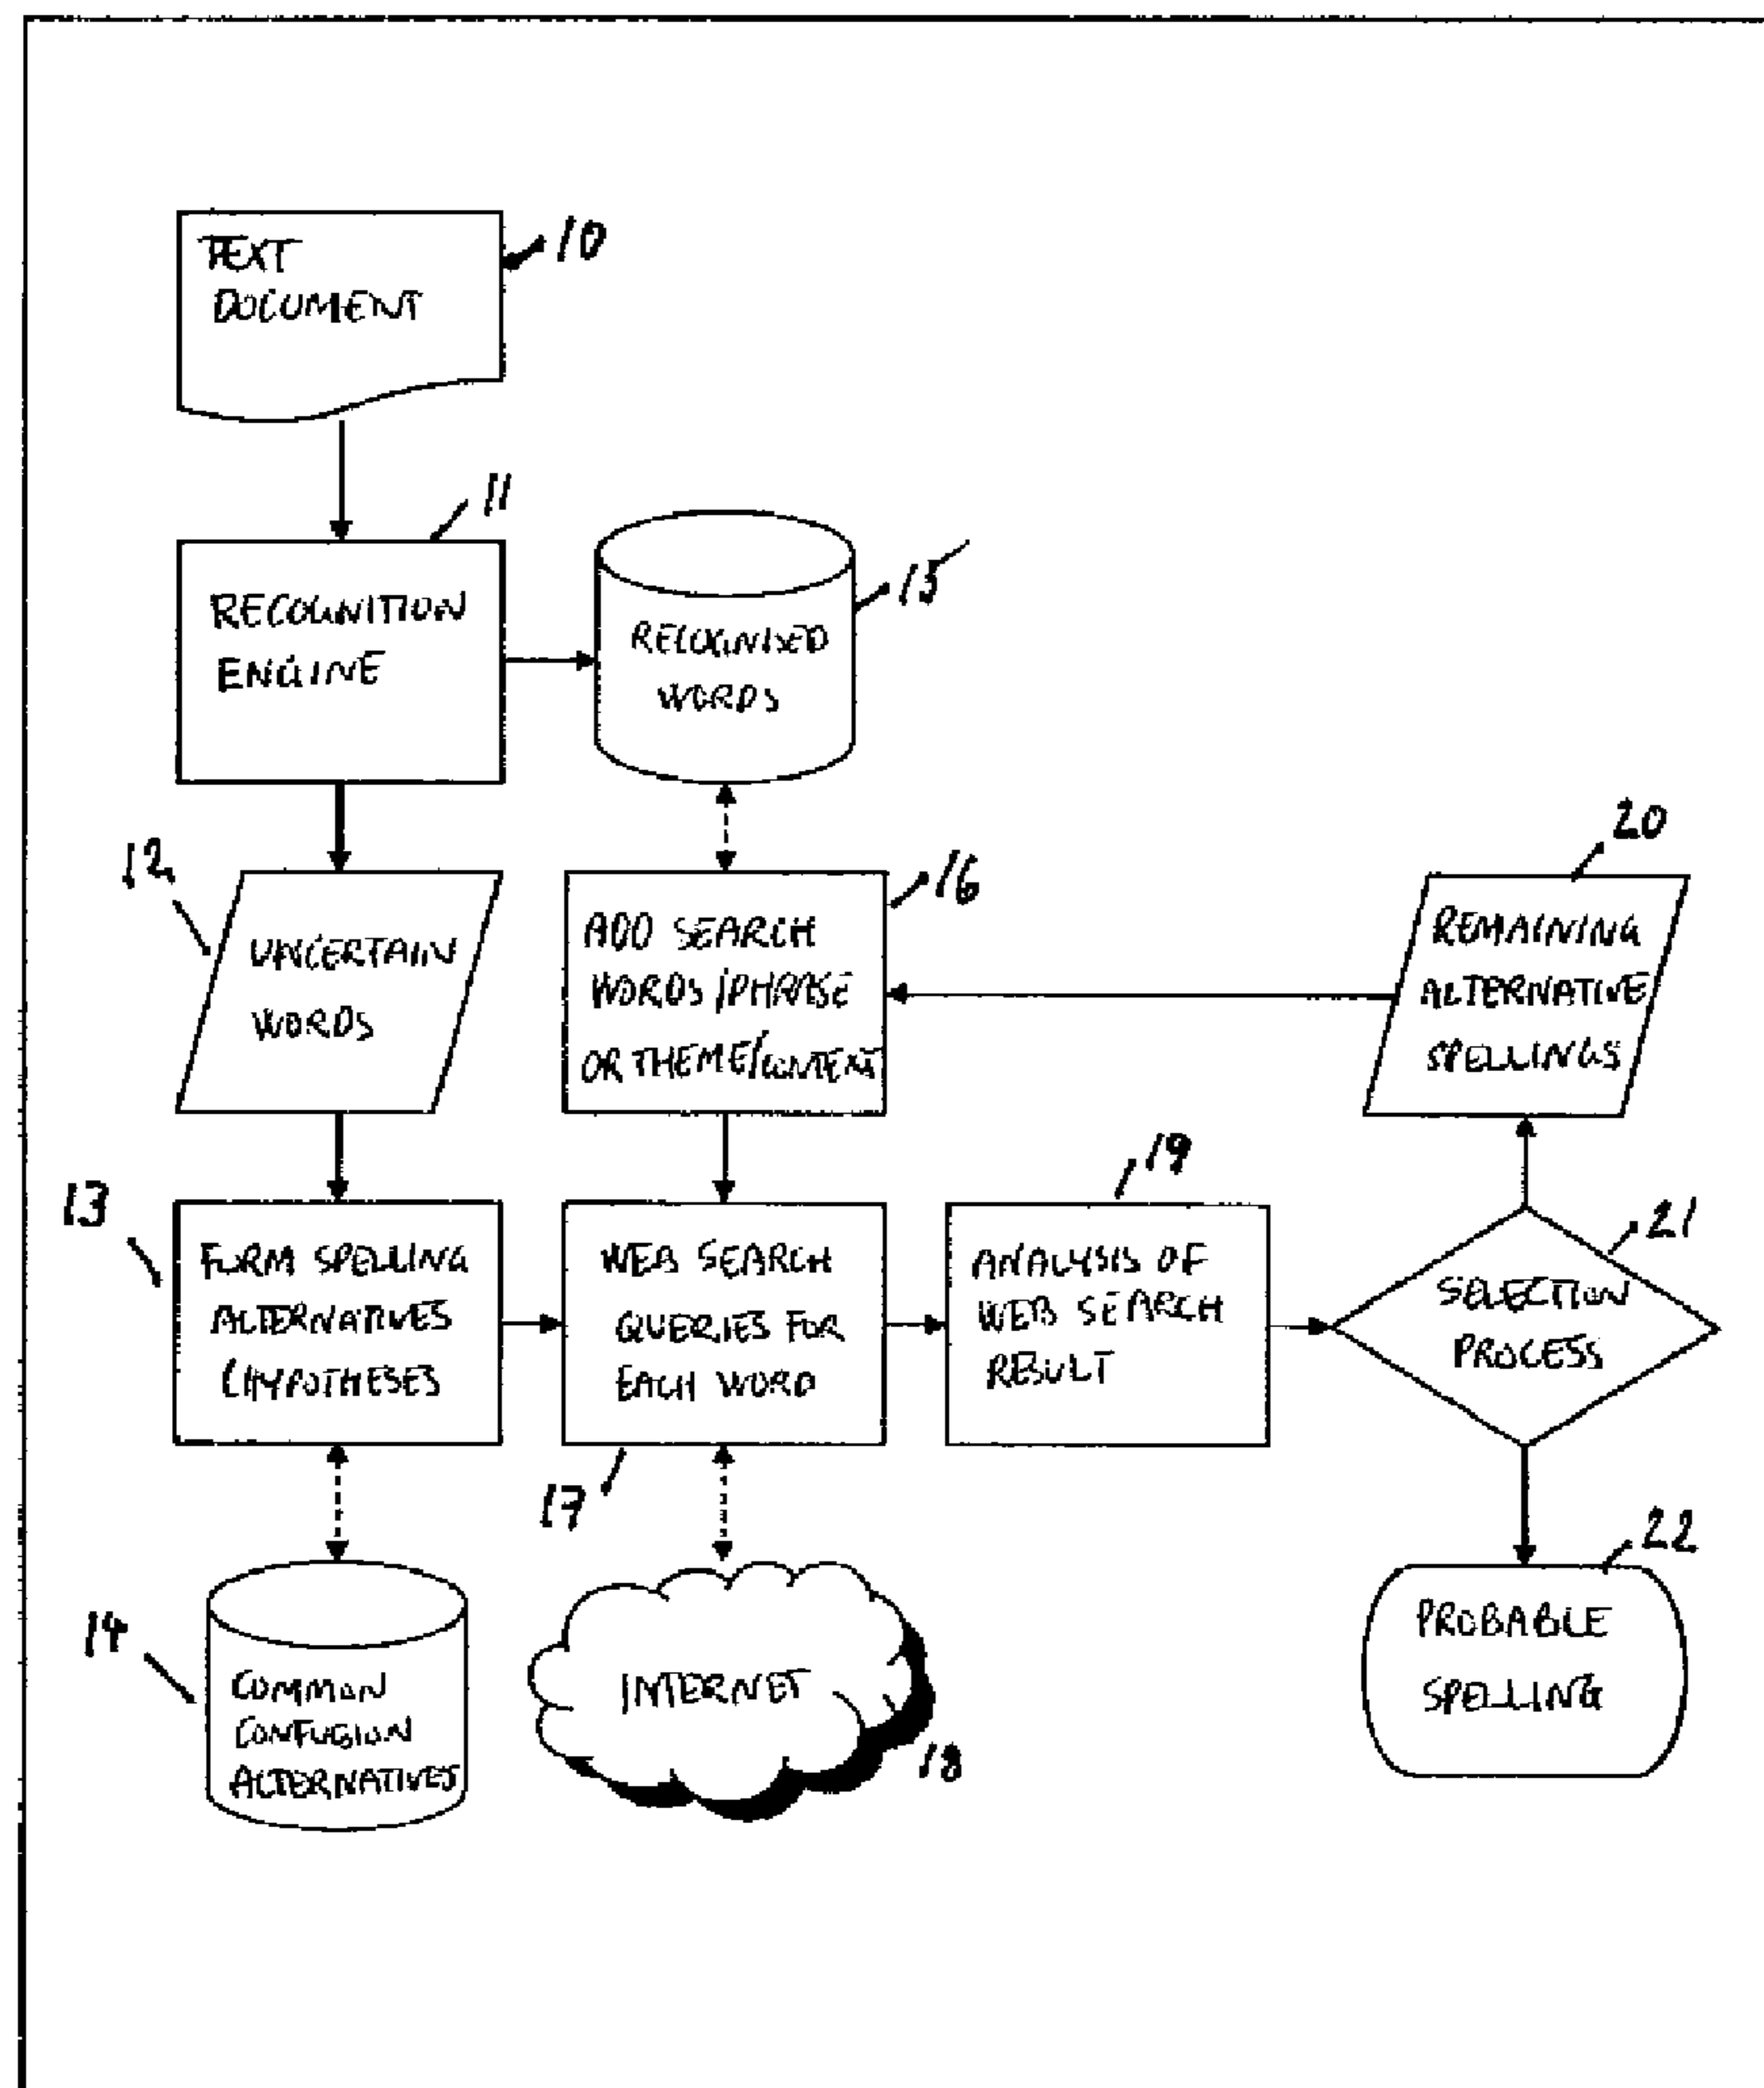 TEXT
DOCUMENT
10
11
RECOGNITION
ENGINE
15
RECOGNISED
WORDS
12
UNCERTAIN
WORDS
16
ADD SEARCH
WORDS/PHRASE
OR THEME/CONTEXT
20
REMAINING
ALTERNATIVE
SPELLINGS
13
FORM SPELLING
ALTERNATIVES
(HYPOTHESES
WEB SEARCH
QUERIES FOR
EACH WORD
17
19
ANALYSIS OF
WEB SEARCH
RESULT
21
SELECTION
PROCESS
14
COMMON
CONFUSION
ALTERNATIVES
INTERNET
18
22
PROBABLE
SPELLING